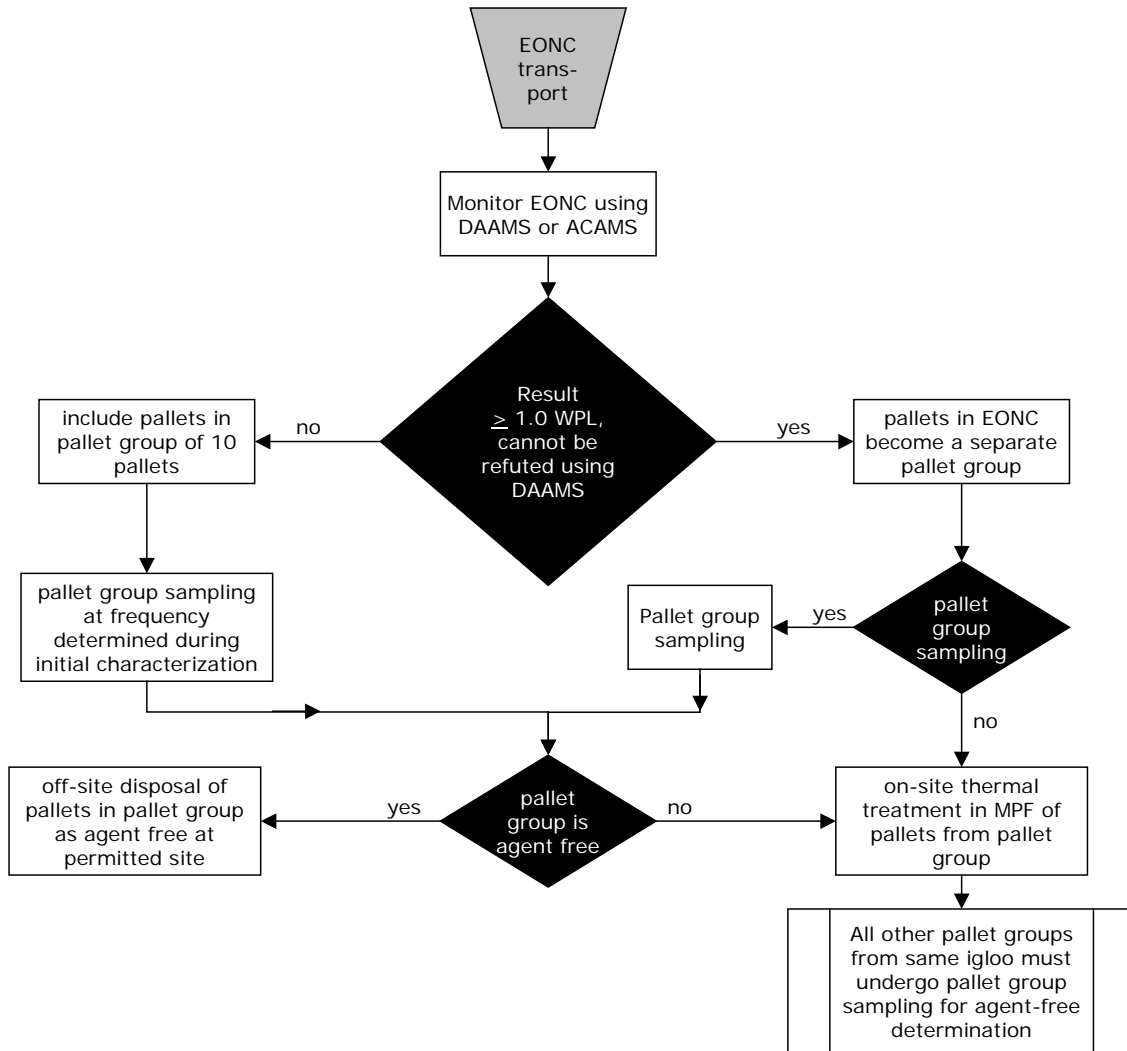 EONC
trans-
port
Monitor EONC using
DAAMS or ACAMS
Result
≥ 1.0 WPL,
cannot be
refuted using
DAAMS
no
yes
include pallets in
pallet group of 10
pallets
pallets in EONC
become a separate
pallet group
pallet group sampling
at frequency
determined during
initial characterization
Pallet group
sampling
yes
pallet
group
sampling
no
off-site disposal of
pallets in pallet group
as agent free at
permitted site
yes
pallet
group is
agent free
no
on-site thermal
treatment in MPF of
pallets from pallet
group
All other pallet groups
from same igloo must
undergo pallet group
sampling for agent-free
determination